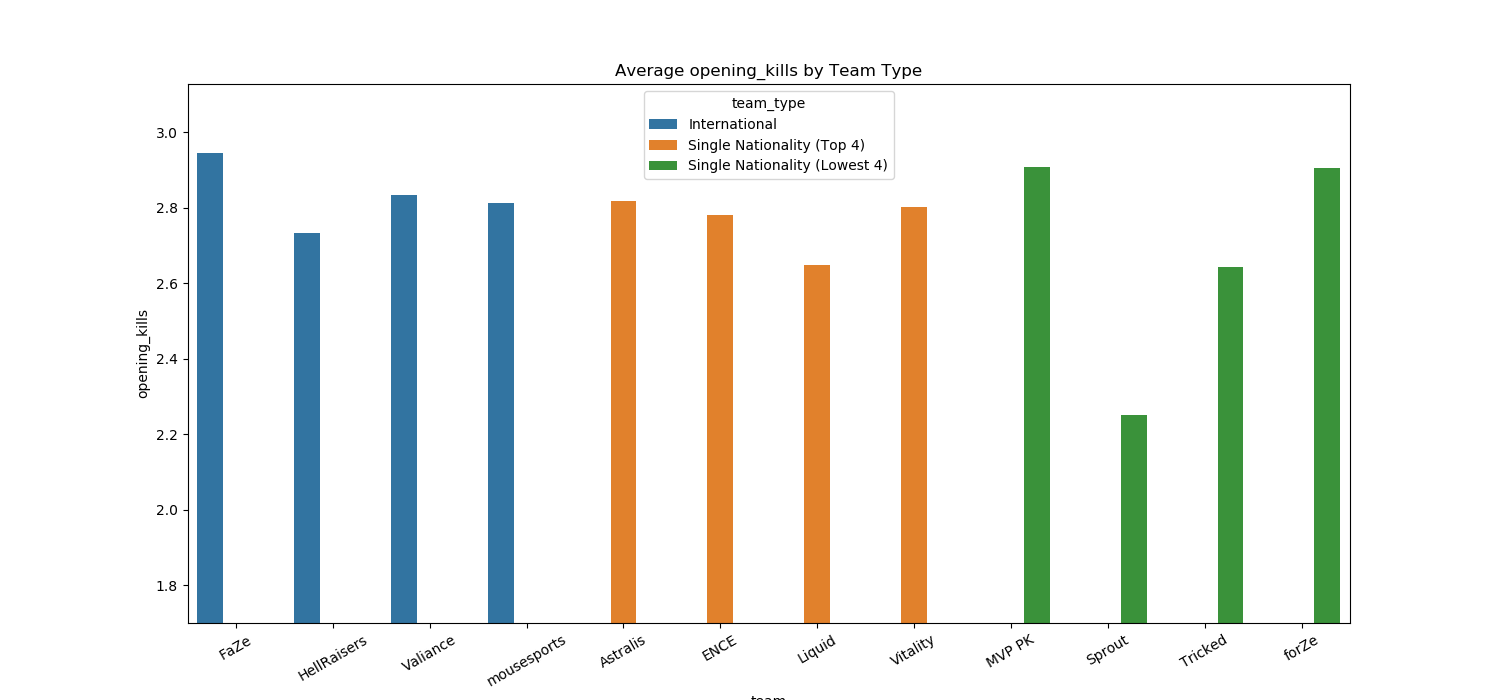 Average opening_kills by Team Type
team_type
International
Single Nationality (Top 4)
Single Nationality (Lowest 4)
opening_kills
3.0
2.8
2.6
2.4
2.2
2.0
1.8
FaZe
HellRaisers
Valiance
mousesports
Astralis
ENCE
Liquid
Vitality
MVP PK
Sprout
Tricked
forZe
team